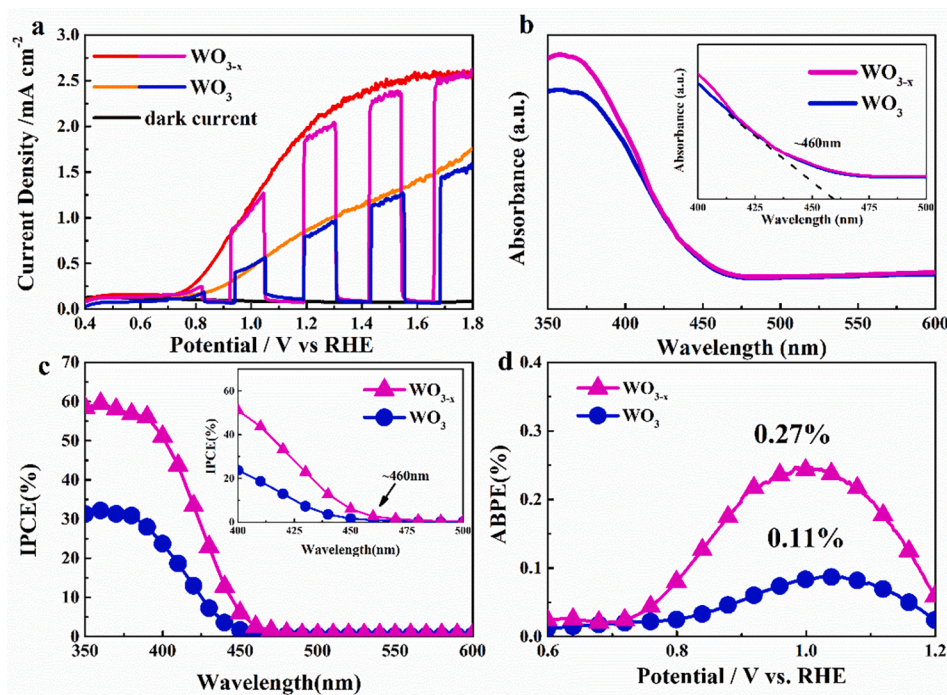 a
WO3-x
WO3
dark current
3.0
2.5
2.0
1.5
1.0
0.5
0.0
0.4 0.6 0.8 1.0 1.2 1.4 1.6 1.8
Current Density /mA cm-2
Potential / V vs RHE
b
WO3-x
WO3
~460nm
Absorbance (a.u.)
400 425 450 475 500
Wavelength (nm)
Absorbance (a.u.)
350 400 450 500 550 600
Wavelength (nm)
c
WO3-x
WO3
~460nm
IPCE(%)
60
40
20
0
400 425 450 475 500
Wavelength(nm)
70
60
50
40
30
20
10
0
IPCE(%)
350 400 450 500 550 600
Wavelength(nm)
d
WO3-x
WO3
0.27%
0.11%
0.4
0.3
0.2
0.1
0.0
ABPE(%)
0.6 0.8 1.0 1.2
Potential / V vs. RHE